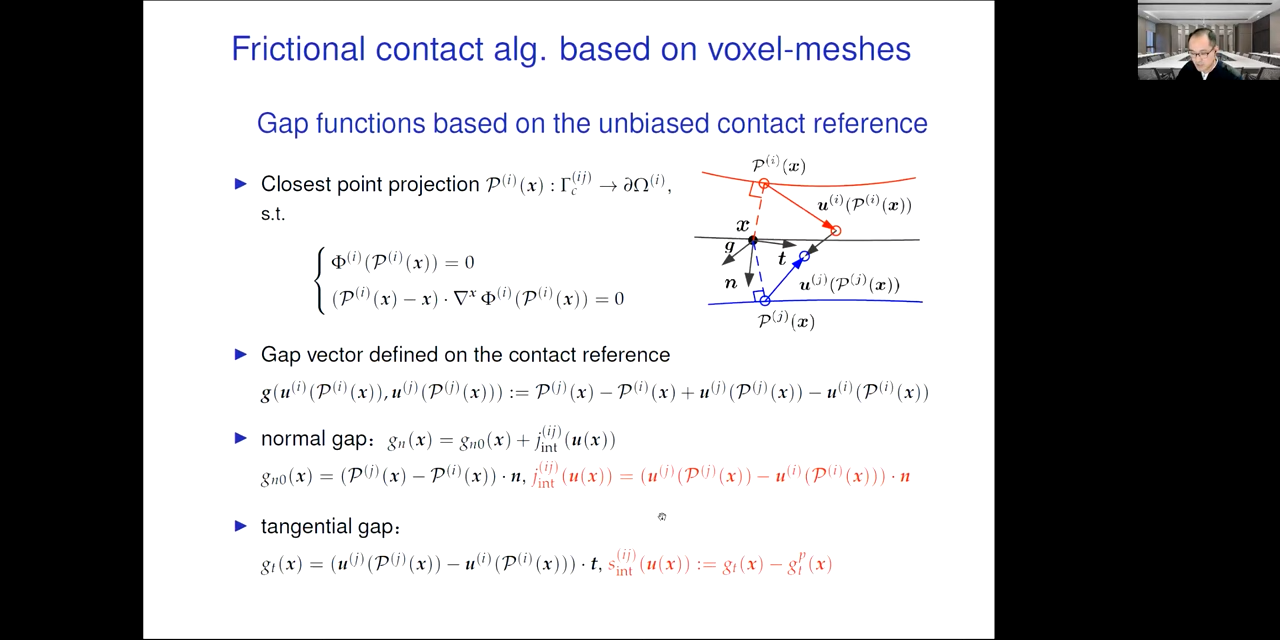 Frictional contact alg. based on voxel-meshes
Gap functions based on the unbiased contact reference
▶ Closest point projection 𝒫⁽ⁱ⁾(x) : Γ_c^(ij) → ∂Ω⁽ⁱ⁾,
s.t.
Φ⁽ⁱ⁾(𝒫⁽ⁱ⁾(x)) = 0
(𝒫⁽ⁱ⁾(x) − x) · ∇ˣ Φ⁽ⁱ⁾(𝒫⁽ⁱ⁾(x)) = 0
𝒫⁽ⁱ⁾(x)
u⁽ⁱ⁾(𝒫⁽ⁱ⁾(x))
x
g
t
n
u⁽ʲ⁾(𝒫⁽ʲ⁾(x))
𝒫⁽ʲ⁾(x)
▶ Gap vector defined on the contact reference
g(u⁽ⁱ⁾(𝒫⁽ⁱ⁾(x)), u⁽ʲ⁾(𝒫⁽ʲ⁾(x))) := 𝒫⁽ʲ⁾(x) − 𝒫⁽ⁱ⁾(x) + u⁽ʲ⁾(𝒫⁽ʲ⁾(x)) − u⁽ⁱ⁾(𝒫⁽ⁱ⁾(x))
▶ normal gap： g_n(x) = g_n0(x) + j_int^(ij)(u(x))
g_n0(x) = (𝒫⁽ʲ⁾(x) − 𝒫⁽ⁱ⁾(x)) · n, j_int^(ij)(u(x)) = (u⁽ʲ⁾(𝒫⁽ʲ⁾(x)) − u⁽ⁱ⁾(𝒫⁽ⁱ⁾(x))) · n
▶ tangential gap：
g_t(x) = (u⁽ʲ⁾(𝒫⁽ʲ⁾(x)) − u⁽ⁱ⁾(𝒫⁽ⁱ⁾(x))) · t, s_int^(ij)(u(x)) := g_t(x) − g_t^p(x)